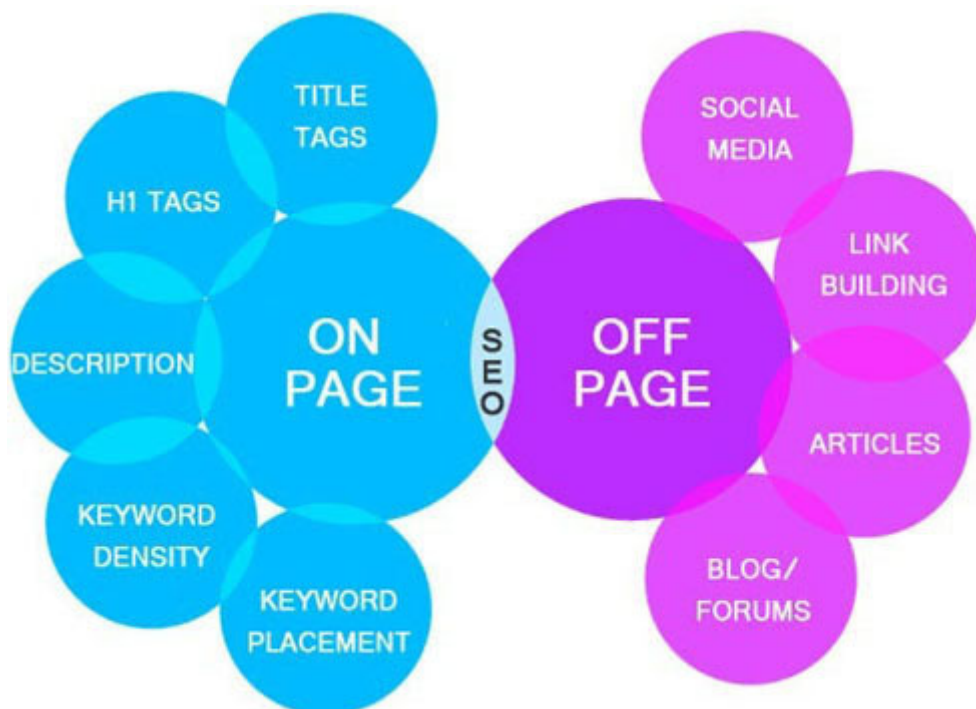 TITLE
TAGS
H1 TAGS
DESCRIPTION
KEYWORD
DENSITY
KEYWORD
PLACEMENT
ON
PAGE
SEO
OFF
PAGE
SOCIAL
MEDIA
LINK
BUILDING
ARTICLES
BLOG/
FORUMS